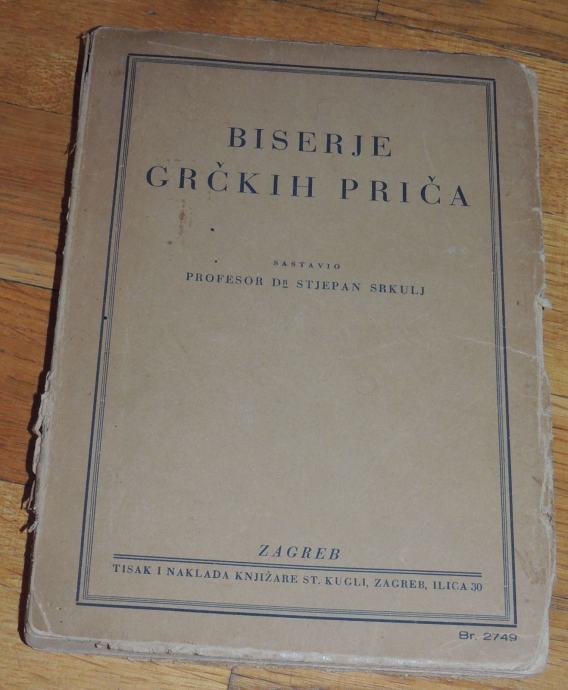 BISERJE
GRČKIH PRIČA
SASTAVIO
PROFESOR DR STJEPAN SRKULJ
ZAGREB
TISAK I NAKLADA KNJIŽARE ST. KUGLI, ZAGREB, ILICA 30
Br. 2749